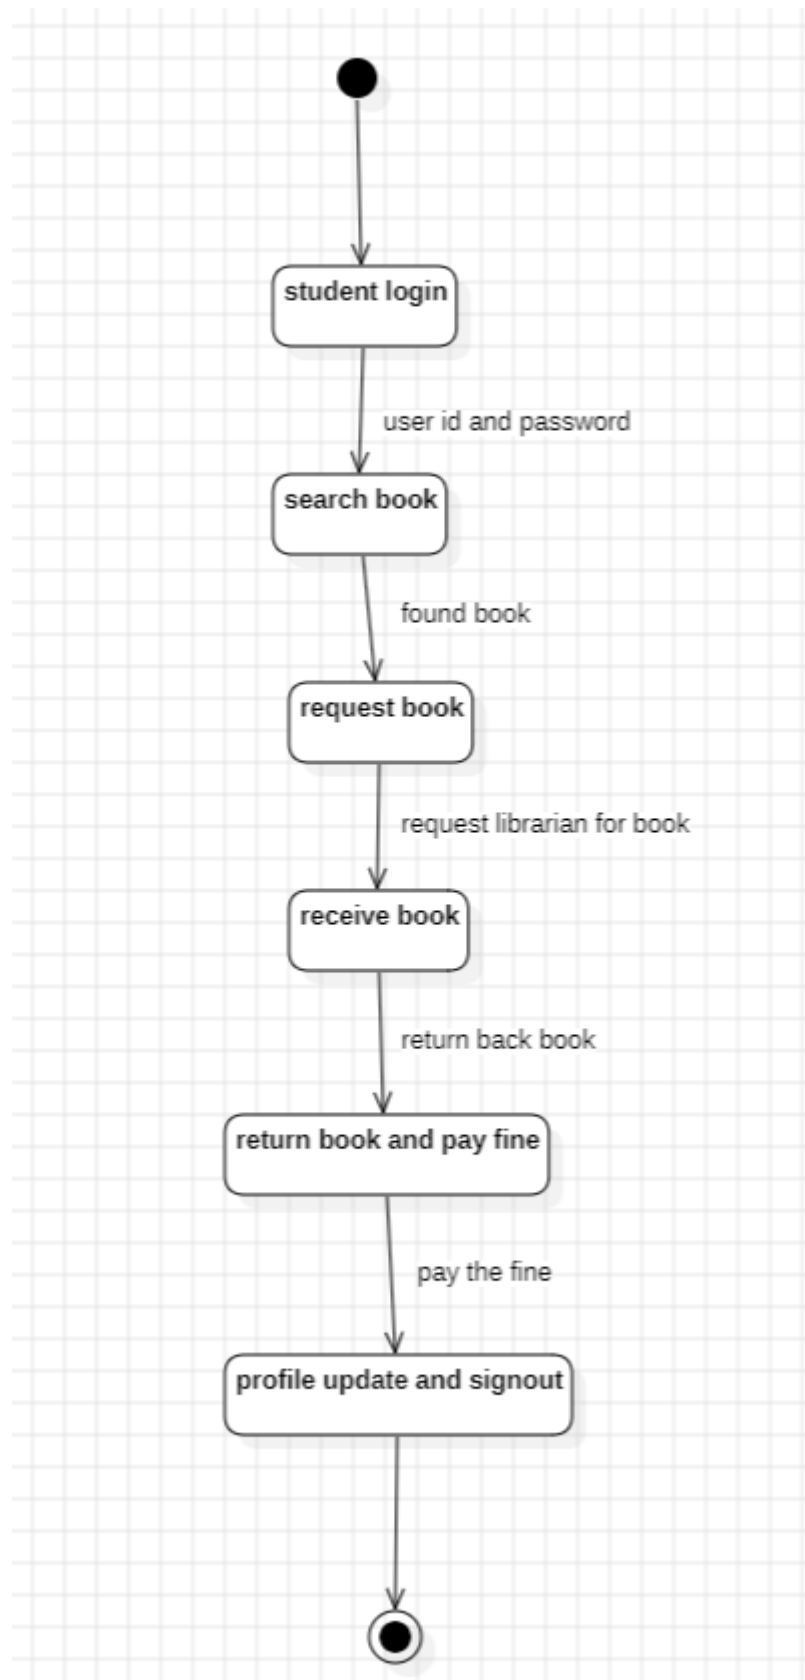 student login
user id and password
search book
found book
request book
request librarian for book
receive book
return back book
return book and pay fine
pay the fine
profile update and signout